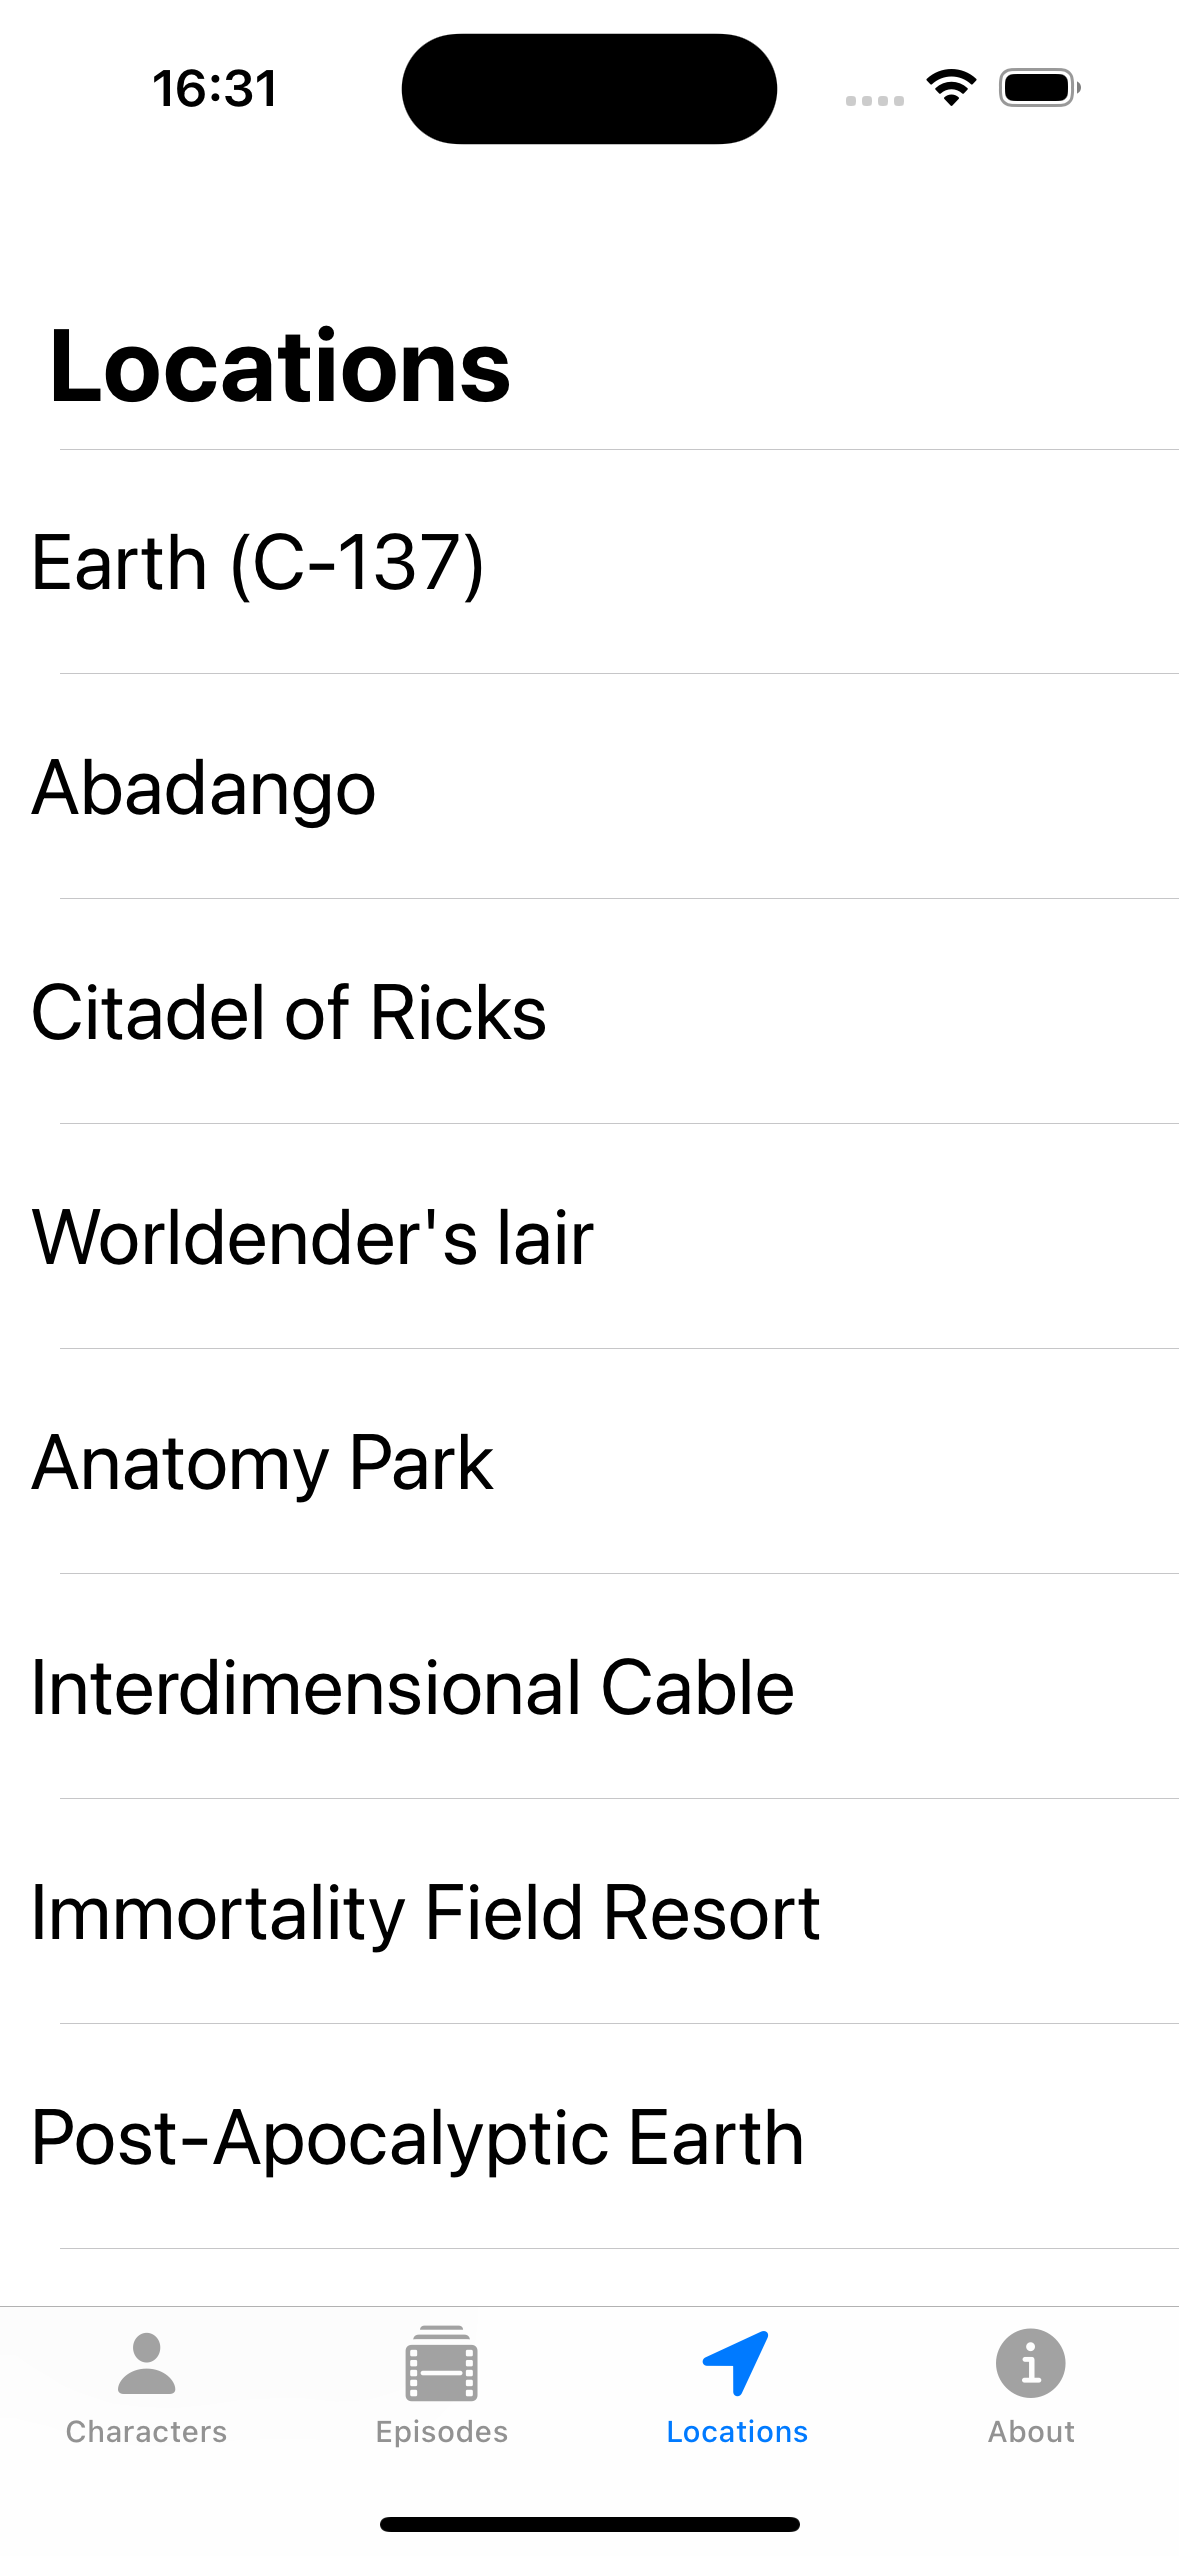 16:31
Locations
Earth (C-137)
Abadango
Citadel of Ricks
Worldender's lair
Anatomy Park
Interdimensional Cable
Immortality Field Resort
Post-Apocalyptic Earth
Characters
Episodes
Locations
About